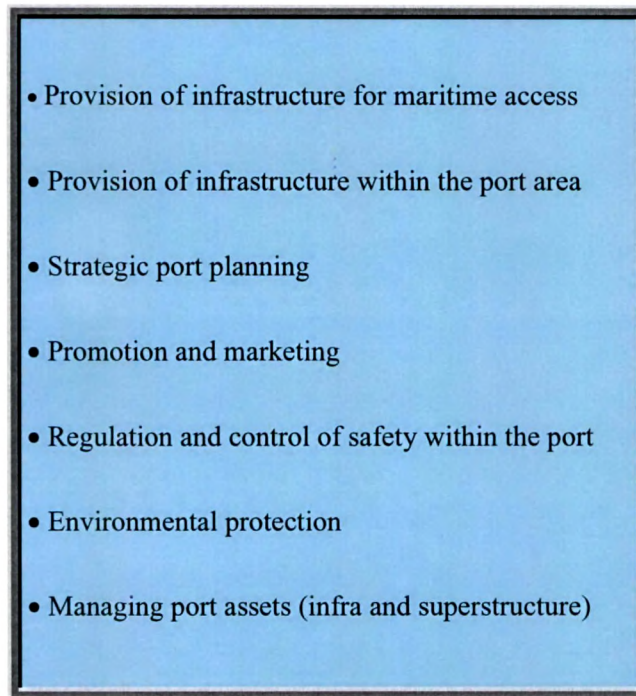 • Provision of infrastructure for maritime access
• Provision of infrastructure within the port area
• Strategic port planning
• Promotion and marketing
• Regulation and control of safety within the port
• Environmental protection
• Managing port assets (infra and superstructure)